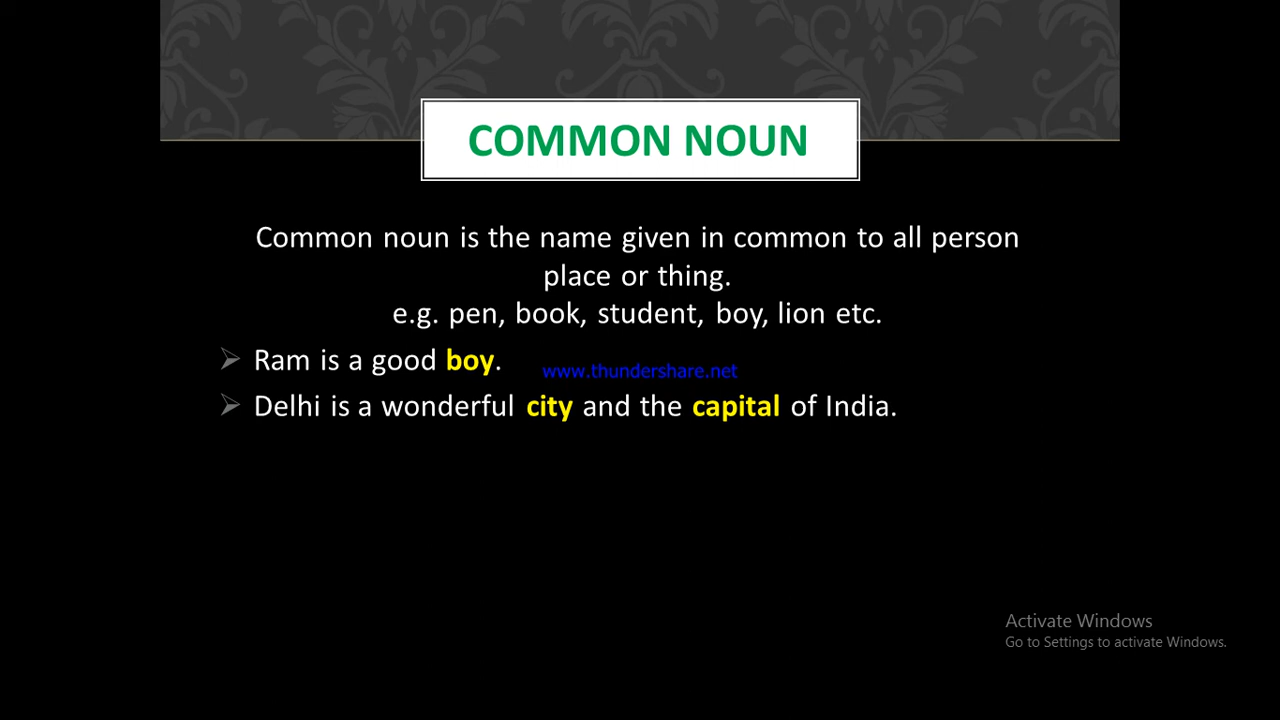 COMMON NOUN
Common noun is the name given in common to all person
place or thing.
e.g. pen, book, student, boy, lion etc.
Ram is a good boy.
www.thundershare.net
Delhi is a wonderful city and the capital of India.
Activate Windows
Go to Settings to activate Windows.